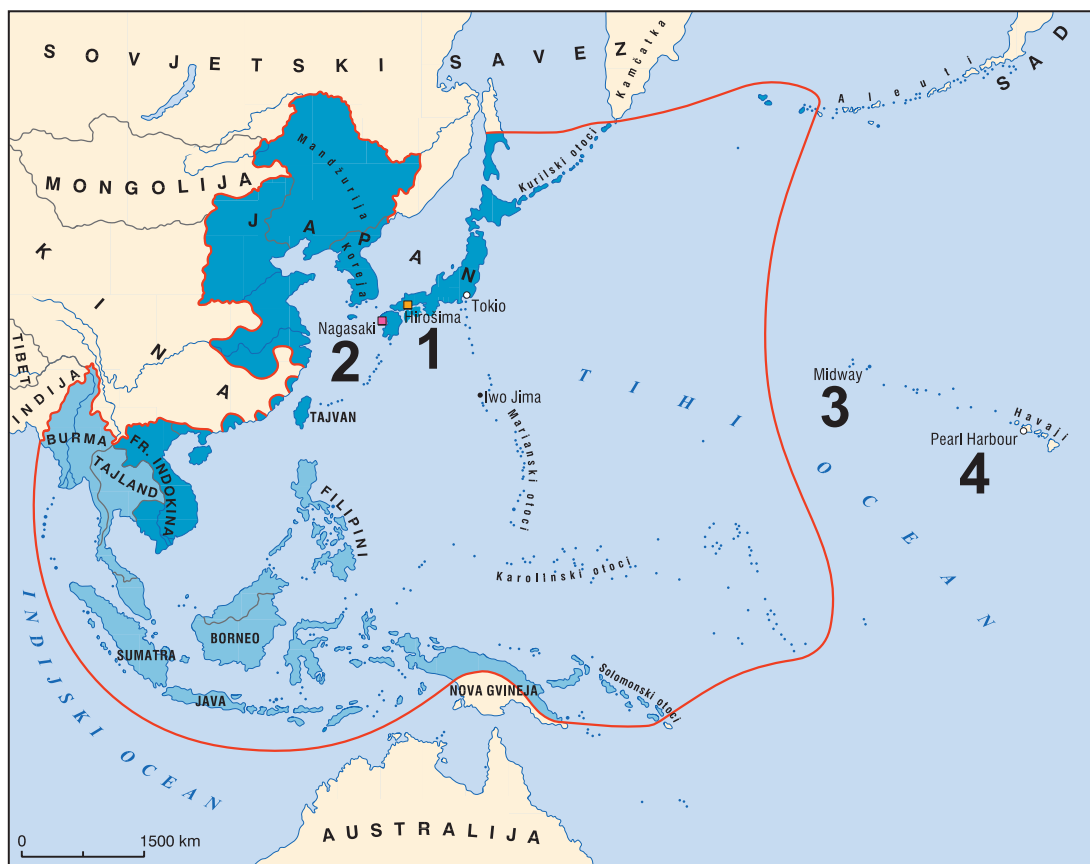 SOVJETSKI SAVEZ
Kamčatka
Aleuti
SAD
MONGOLIJA
Mandžurija
Kurilski otoci
JAPAN
Koreja
KINA
Tokio
Hirošima
1
Nagasaki
2
TIBET
INDIJA
TIHI OCEAN
Midway
3
Havaji
Pearl Harbour
4
Iwo Jima
Marianski otoci
TAJVAN
BURMA
FR. INDOKINA
TAJLAND
FILIPINI
Karolinski otoci
INDIJSKI OCEAN
BORNEO
SUMATRA
JAVA
NOVA GVINEJA
Solomonski otoci
AUSTRALIJA
0 1500 km